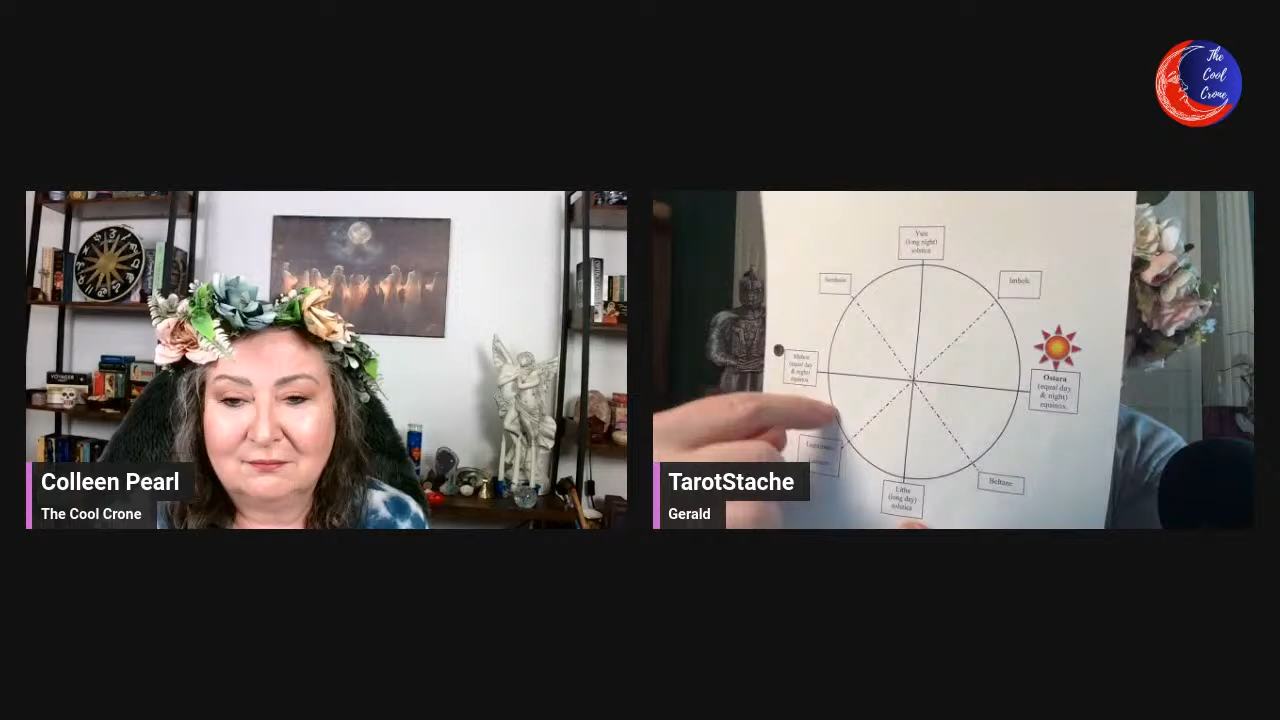 The
Cool
Crone
Yule
(long night)
solstice
Samhain
Imbolc
Mabon
(equal day
& night)
equinox
Ostara
(equal day
& night)
equinox.
VOYAGER
Beltane
Litha
(long day)
solstice
Colleen Pearl
The Cool Crone
TarotStache
Gerald